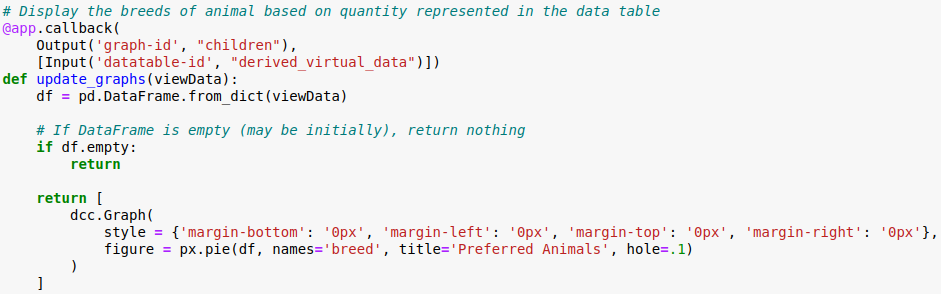 # Display the breeds of animal based on quantity represented in the data table
@app.callback(
    Output('graph-id', "children"),
    [Input('datatable-id', "derived_virtual_data")])
def update_graphs(viewData):
    df = pd.DataFrame.from_dict(viewData)

    # If DataFrame is empty (may be initially), return nothing
    if df.empty:
        return

    return [
        dcc.Graph(
            style = {'margin-bottom': '0px', 'margin-left': '0px', 'margin-top': '0px', 'margin-right': '0px'},
            figure = px.pie(df, names='breed', title='Preferred Animals', hole=.1)
        )
    ]